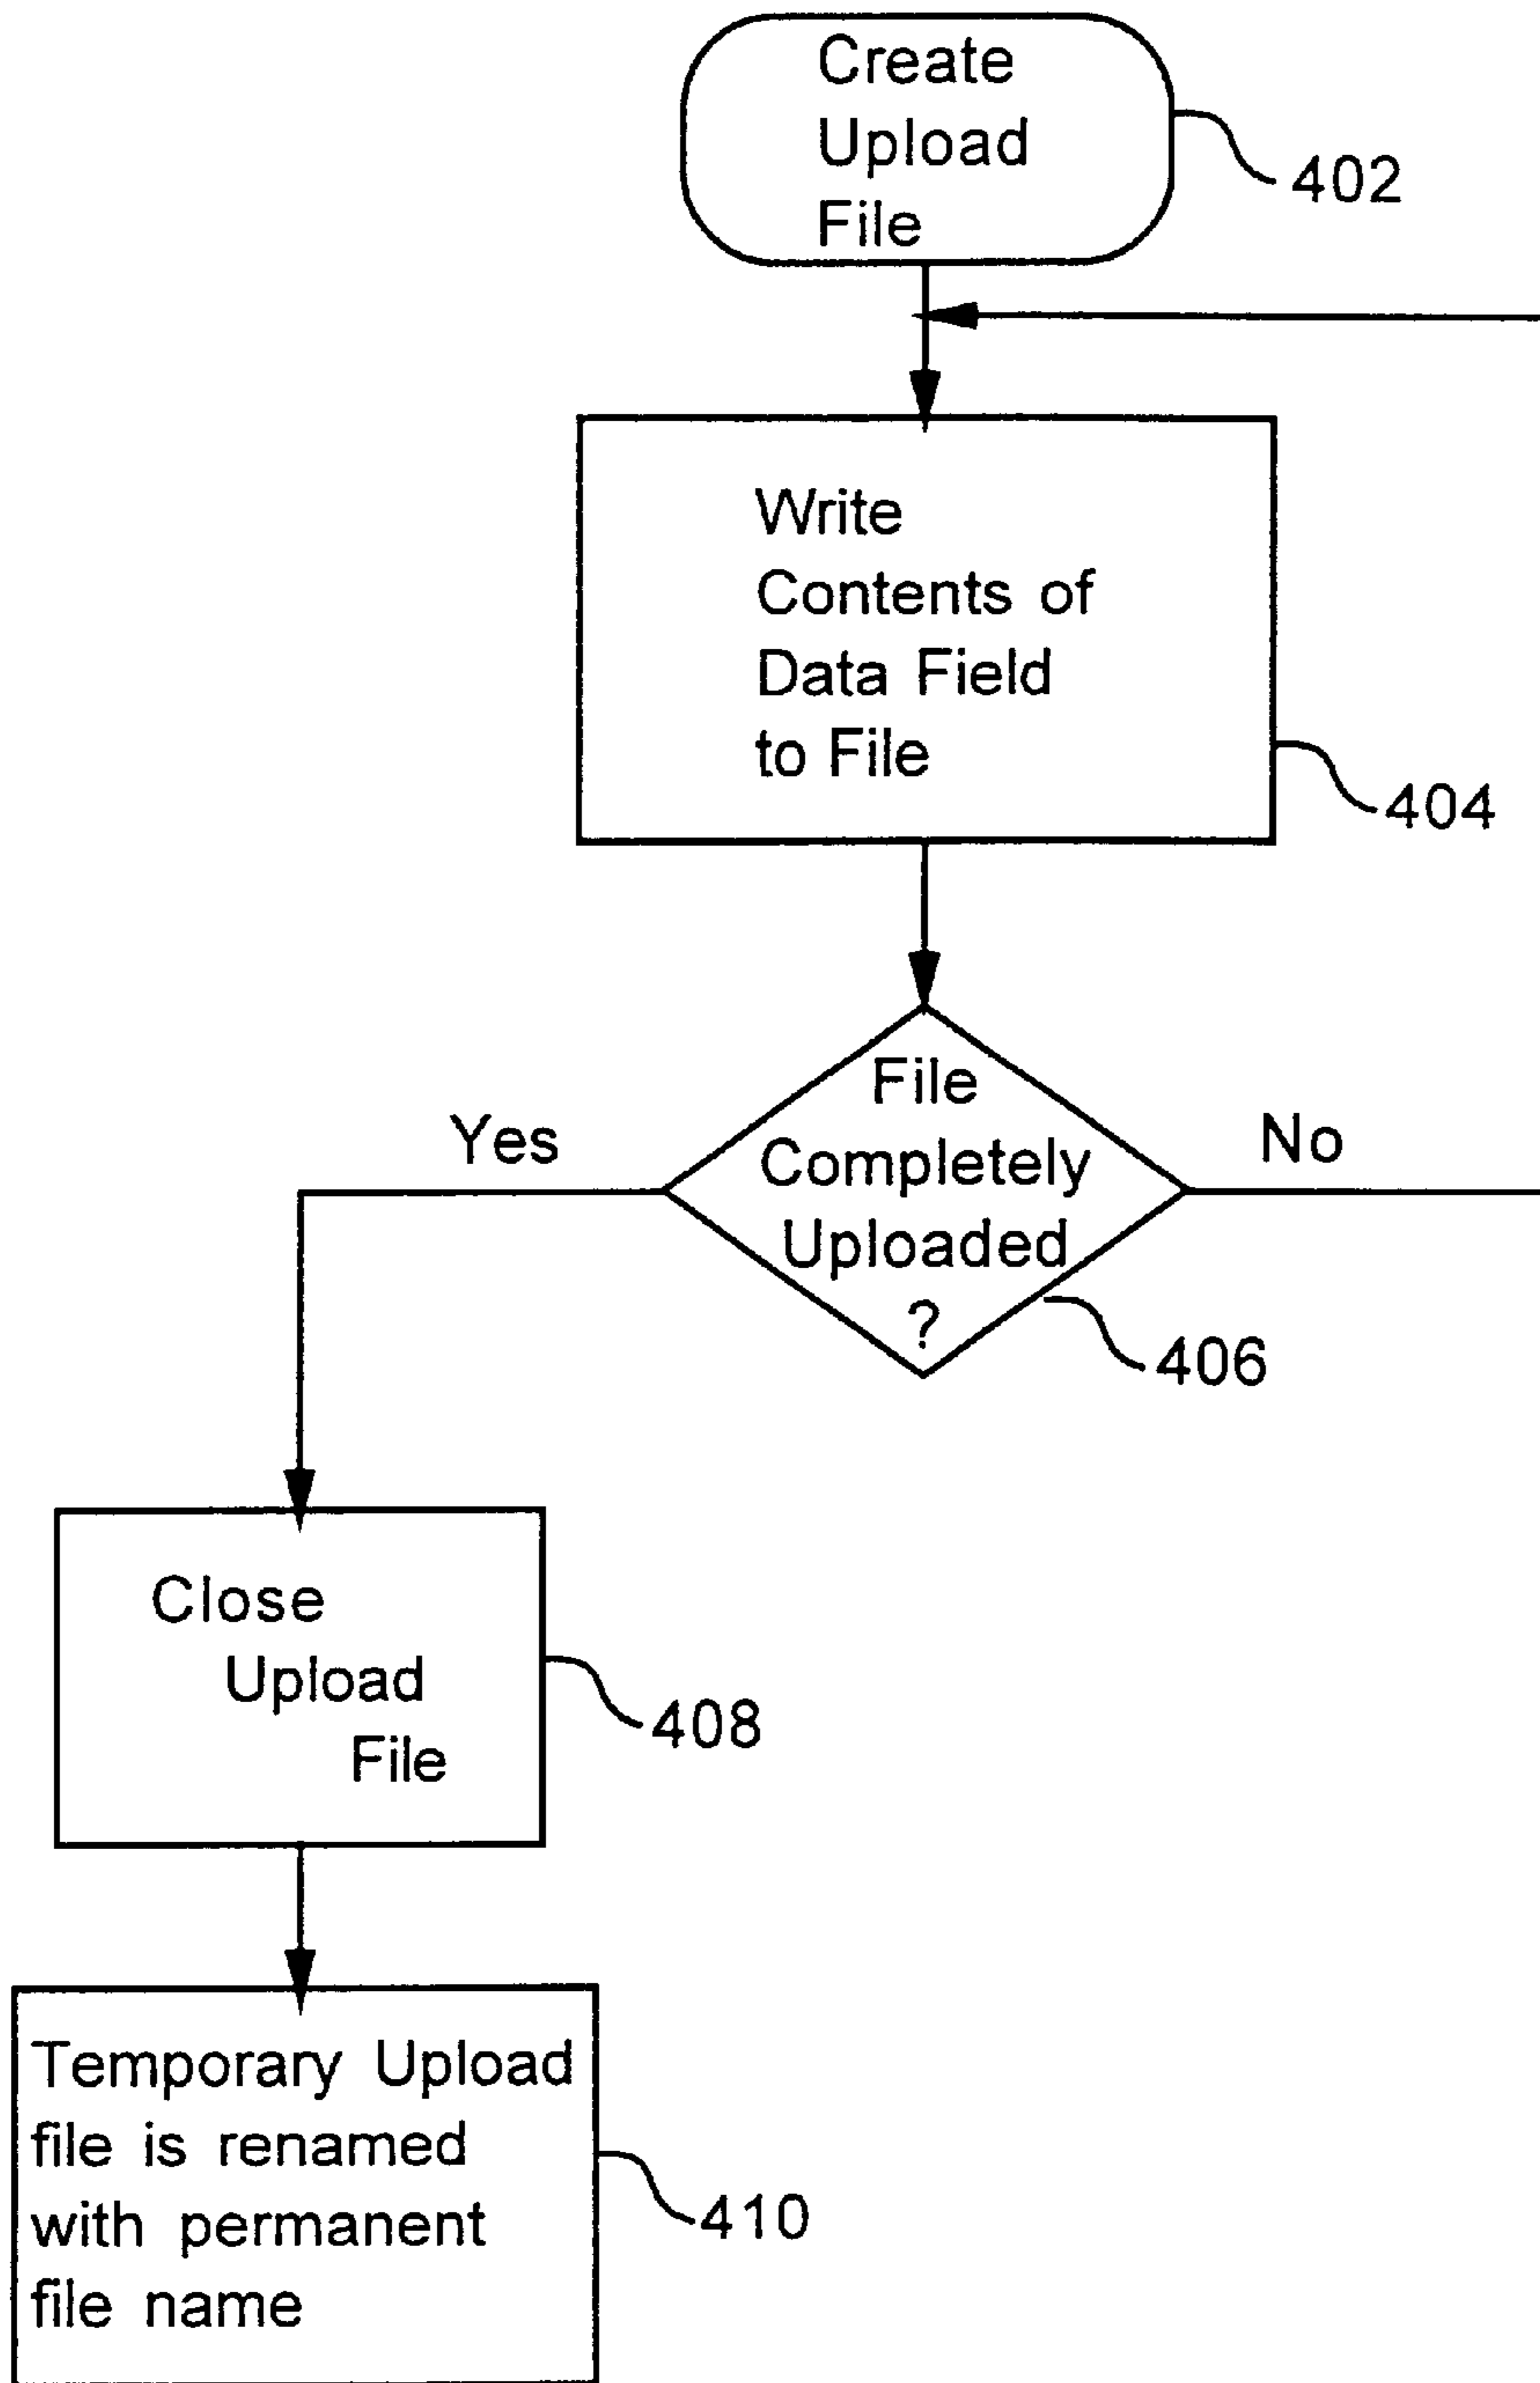 Create
Upload
File
402
Write
Contents of
Data Field
to File
404
File
Completely
Uploaded
?
Yes
No
406
Close
Upload
File
408
Temporary Upload
file is renamed
with permanent
file name
410